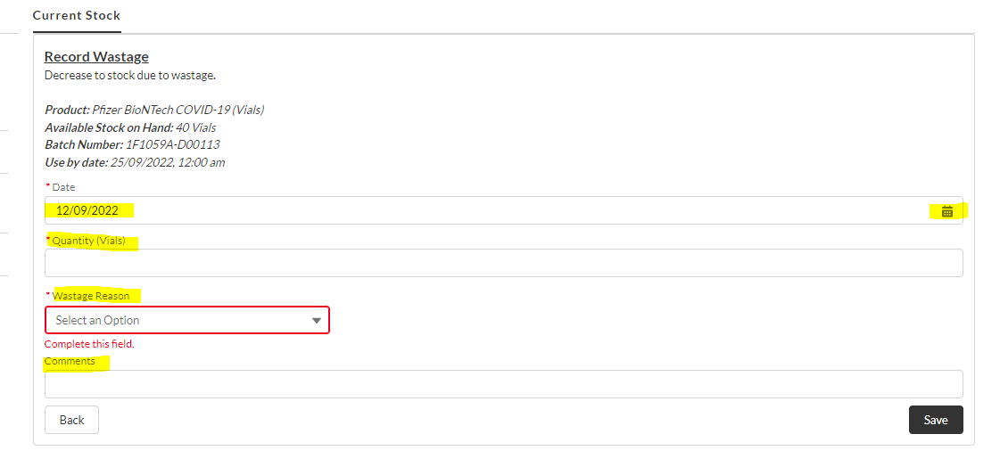 Current Stock
Record Wastage
Decrease to stock due to wastage.
Product: Pfizer BioNTech COVID-19 (Vials)
Available Stock on Hand: 40 Vials
Batch Number: 1F1059A-D00113
Use by date: 25/09/2022, 12:00 am
* Date
12/09/2022
* Quantity (Vials)
* Wastage Reason
Select an Option
Complete this field.
Comments
Back Save